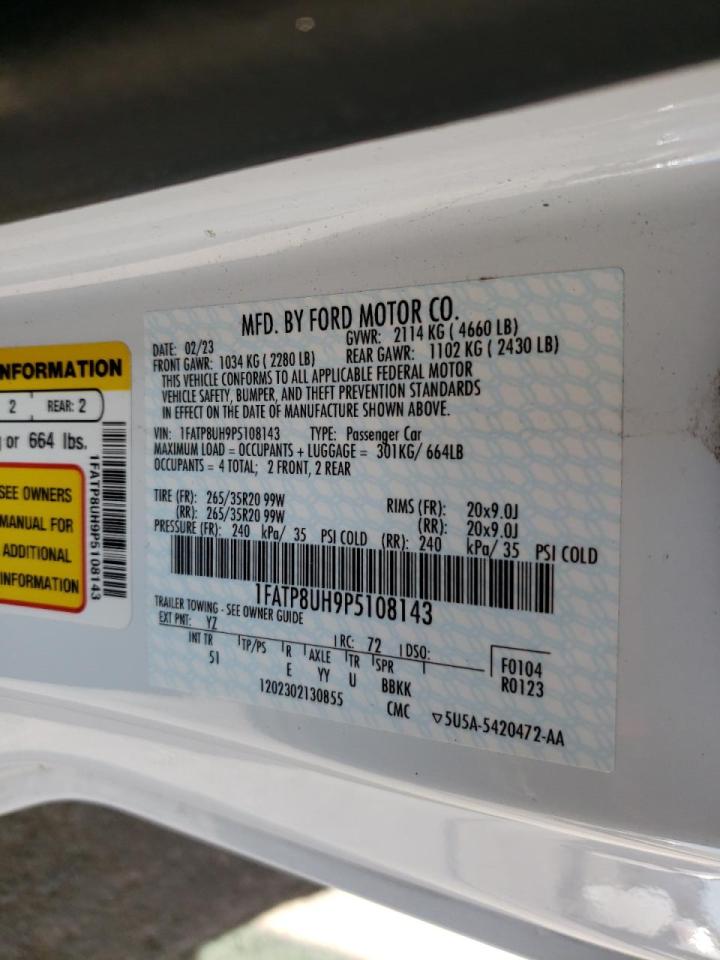 NFORMATION
2 REAR: 2
or 664 lbs.
SEE OWNERS
MANUAL FOR
ADDITIONAL
INFORMATION
1FATP8UH9P5108143
MFD. BY FORD MOTOR CO.
DATE: 02/23 GVWR: 2114 KG ( 4660 LB)
FRONT GAWR: 1034 KG ( 2280 LB) REAR GAWR: 1102 KG ( 2430 LB)
THIS VEHICLE CONFORMS TO ALL APPLICABLE FEDERAL MOTOR
VEHICLE SAFETY, BUMPER, AND THEFT PREVENTION STANDARDS
IN EFFECT ON THE DATE OF MANUFACTURE SHOWN ABOVE.
VIN: 1FATP8UH9P5108143 TYPE: Passenger Car
MAXIMUM LOAD = OCCUPANTS + LUGGAGE = 301KG/ 664LB
OCCUPANTS = 4 TOTAL; 2 FRONT, 2 REAR
TIRE (FR): 265/35R20 99W RIMS (FR): 20x9.0J
(RR): 265/35R20 99W (RR): 20x9.0J
PRESSURE (FR): 240 kPa/ 35 PSI COLD (RR): 240 kPa/ 35 PSI COLD
1FATP8UH9P5108143
TRAILER TOWING - SEE OWNER GUIDE
EXT PNT: YZ RC: 72 DSO:
INT TR TP/PS R AXLE TR SPR
51 E YY U BBKK
F0104
R0123
1202302130855 CMC ▽5U5A-5420472-AA